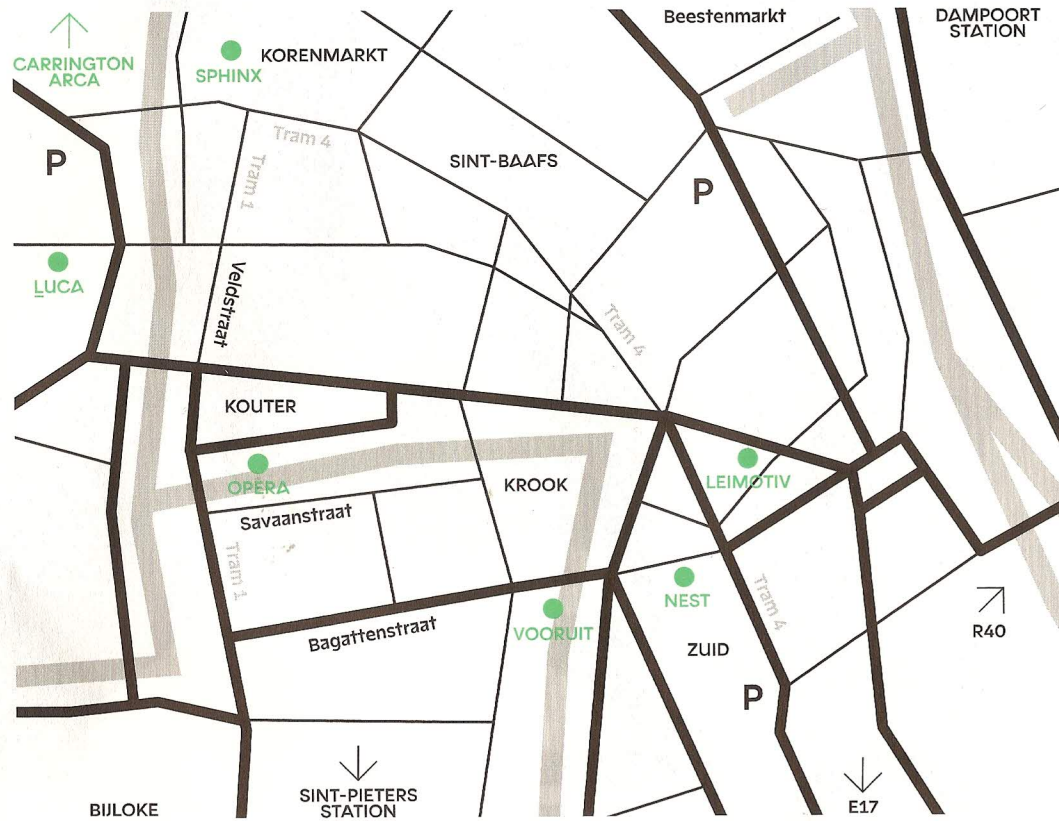 Beestenmarkt
DAMPOORT
STATION
CARRINGTON
ARCA
SPHINX
KORENMARKT
Tram 4
SINT-BAAFS
P
Tram 1
P
LUCA
Veldstraat
Tram 4
KOUTER
OPERA
LEIMOTIV
KROOK
Savaanstraat
Tram 1
NEST
Tram 4
VOORUIT
Bagattenstraat
R40
ZUID
P
SINT-PIETERS
STATION
BIJLOKE
E17